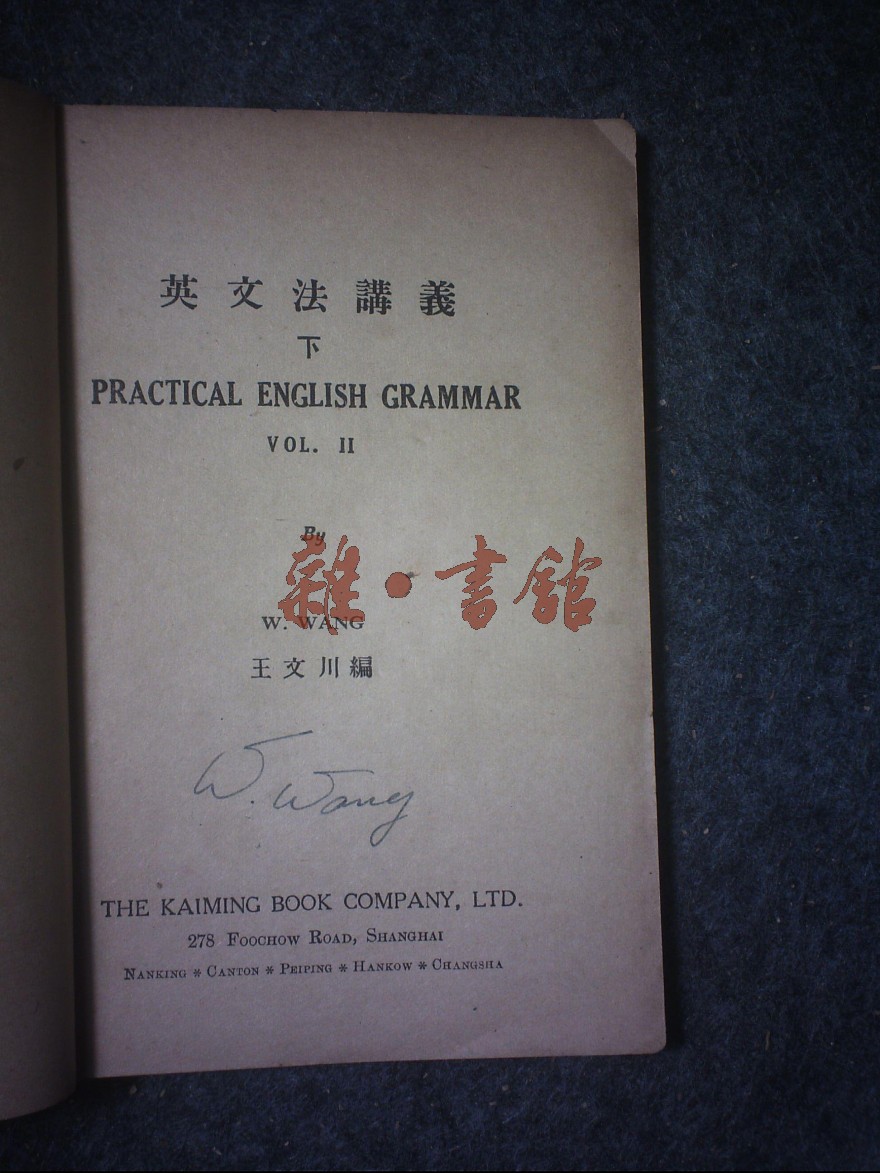 英文法講義
下
PRACTICAL ENGLISH GRAMMAR
VOL. II
By
雜·書館
W. WANG
王文川編
W. Wang
THE KAIMING BOOK COMPANY, LTD.
278 FOOCHOW ROAD, SHANGHAI
NANKING * CANTON * PEIPING * HANKOW * CHANGSHA